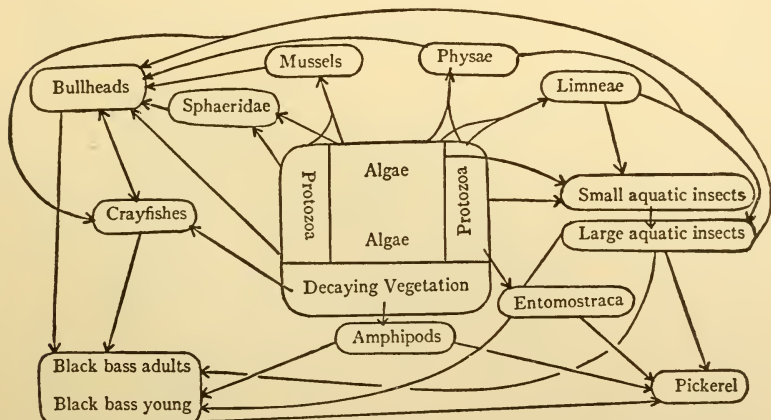 Mussels
Physae
Bullheads
Limneae
Sphaeridae
Algae
Protozoa
Protozoa
Small aquatic insects
Crayfishes
Algae
Large aquatic insects
Decaying Vegetation
Entomostraca
Amphipods
Black bass adults
Pickerel
Black bass young